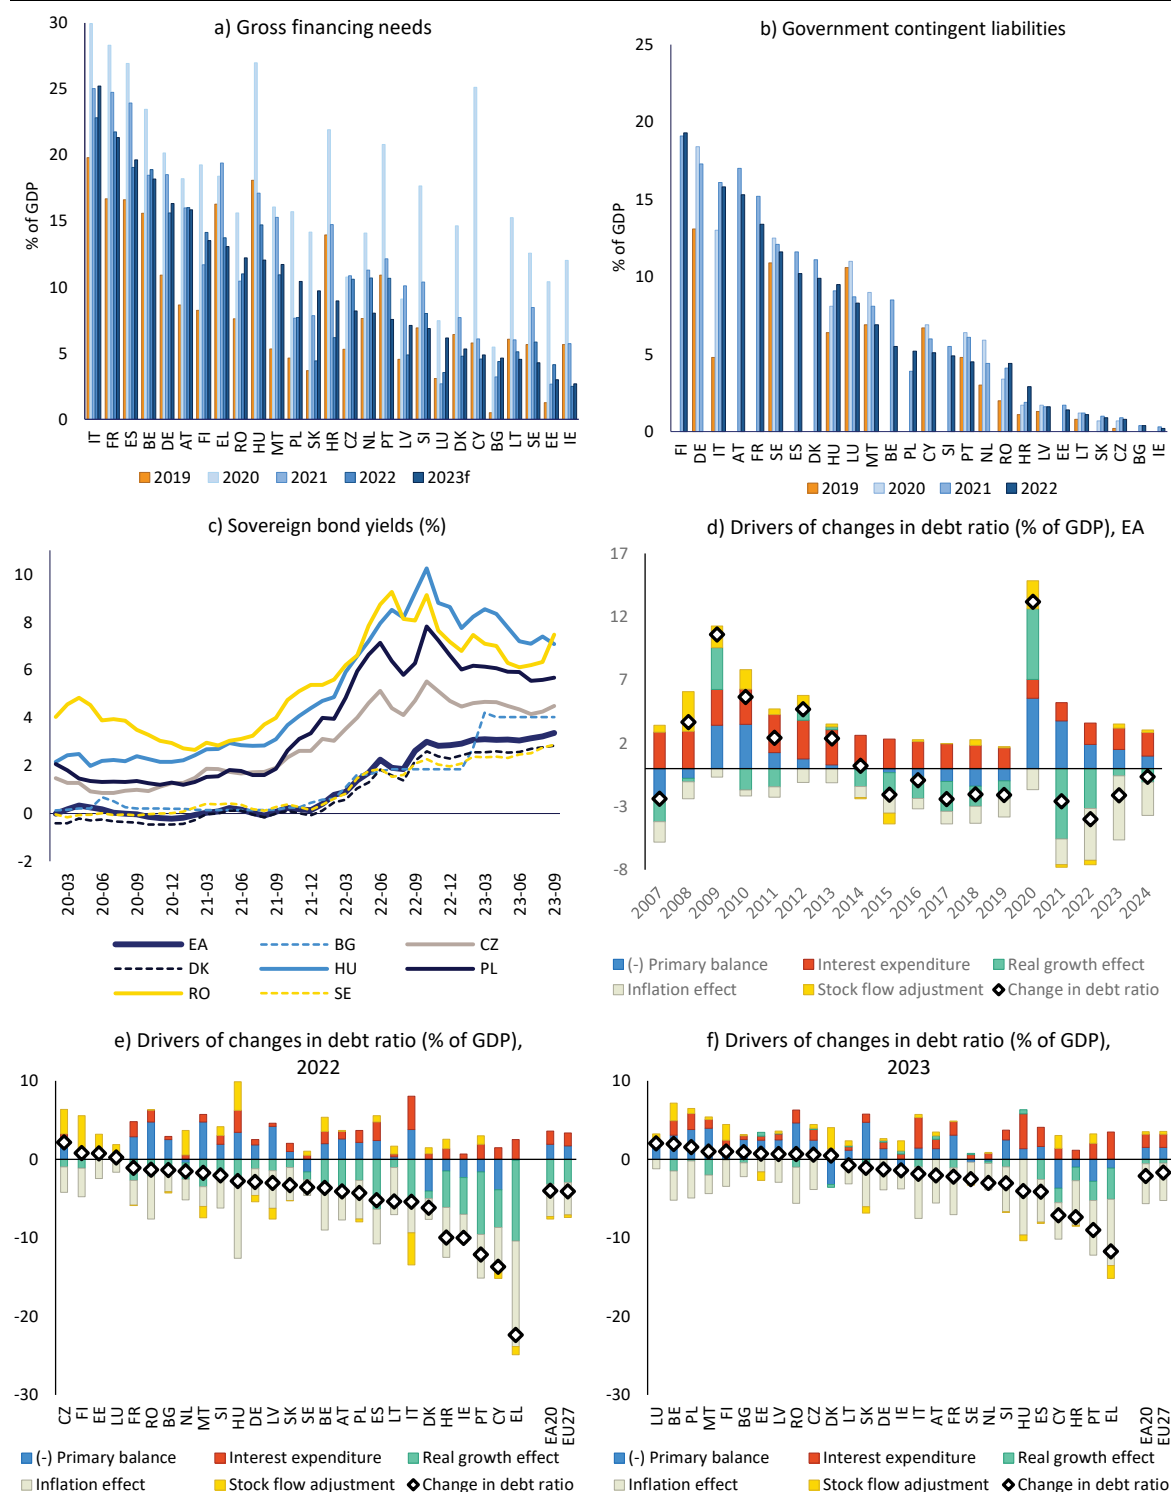 a) Gross financing needs
30
25
20
15
10
5
0
% of GDP
IT FR ES BE DE AT FI EL RO HU MT PL SK HR CZ NL PT LV SI LU DK CY BG LT SE EE IE
2019 2020 2021 2022 2023f
b) Government contingent liabilities
25
20
15
10
5
0
% of GDP
FI DE IT AT FR SE ES DK HU LU MT BE PL CY SI PT NL RO HR LV EE LT SK CZ BG IE
2019 2020 2021 2022
c) Sovereign bond yields (%)
10
8
6
4
2
0
-2
20-03 20-06 20-09 20-12 21-03 21-06 21-09 21-12 22-03 22-06 22-09 22-12 23-03 23-06 23-09
EA BG CZ
DK HU PL
RO SE
d) Drivers of changes in debt ratio (% of GDP), EA
17
12
7
2
-3
-8
2007 2008 2009 2010 2011 2012 2013 2014 2015 2016 2017 2018 2019 2020 2021 2022 2023 2024
(-) Primary balance Interest expenditure Real growth effect
Inflation effect Stock flow adjustment Change in debt ratio
e) Drivers of changes in debt ratio (% of GDP),
2022
10
0
-10
-20
-30
CZ FI EE LU FR RO BG NL MT SI HU DE LV SK SE BE AT PL ES LT IT DK HR IE PT CY EL EA20 EU27
(-) Primary balance Interest expenditure Real growth effect
Inflation effect Stock flow adjustment Change in debt ratio
f) Drivers of changes in debt ratio (% of GDP),
2023
10
0
-10
-20
-30
LU BE PL MT FI BG EE LV RO CZ DK LT SK DE IE IT AT FR SE NL SI HU ES CY HR PT EL EA20 EU27
(-) Primary balance Interest expenditure Real growth effect
Inflation effect Stock flow adjustment Change in debt ratio